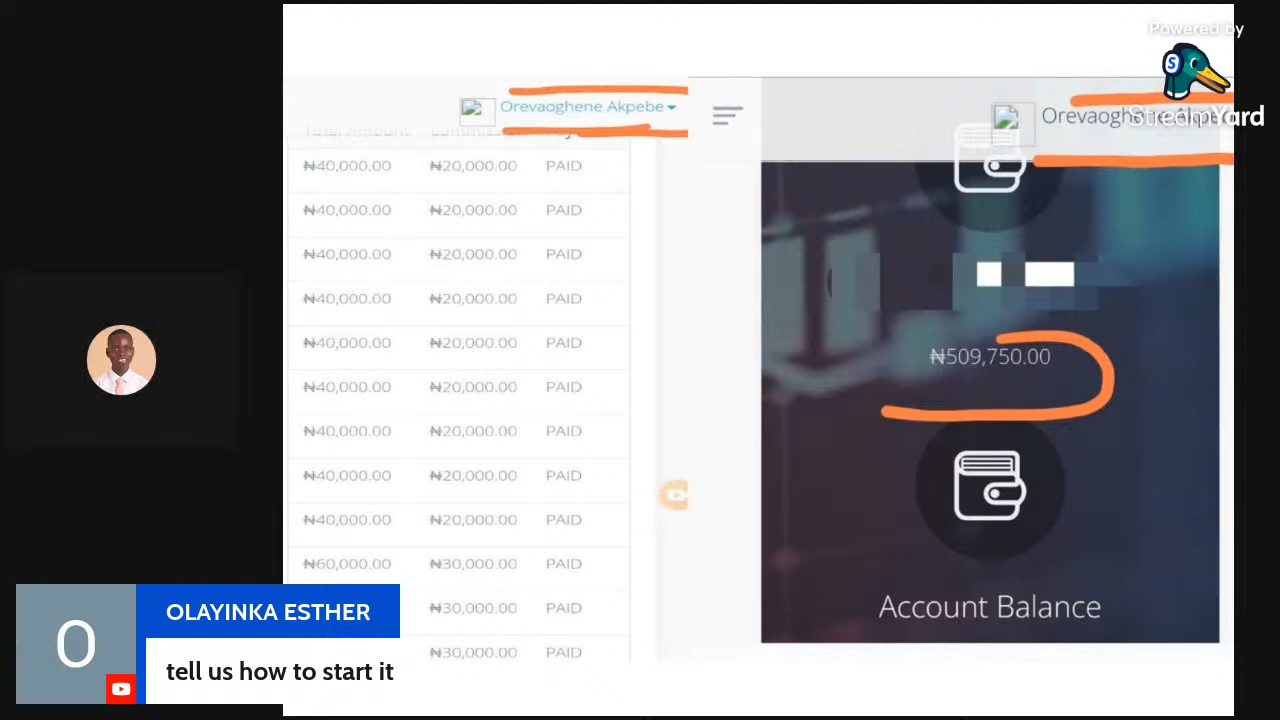 Powered by
StreamYard
Orevaoghene Akpebe
Total Amount
₦40,000.00 ₦20,000.00 PAID
₦40,000.00 ₦20,000.00 PAID
₦40,000.00 ₦20,000.00 PAID
₦40,000.00 ₦20,000.00 PAID
₦40,000.00 ₦20,000.00 PAID
₦40,000.00 ₦20,000.00 PAID
₦40,000.00 ₦20,000.00 PAID
₦40,000.00 ₦20,000.00 PAID
₦40,000.00 ₦20,000.00 PAID
₦60,000.00 ₦30,000.00 PAID
₦30,000.00 PAID
₦30,000.00 PAID
₦509,750.00
Account Balance
O
OLAYINKA ESTHER
tell us how to start it